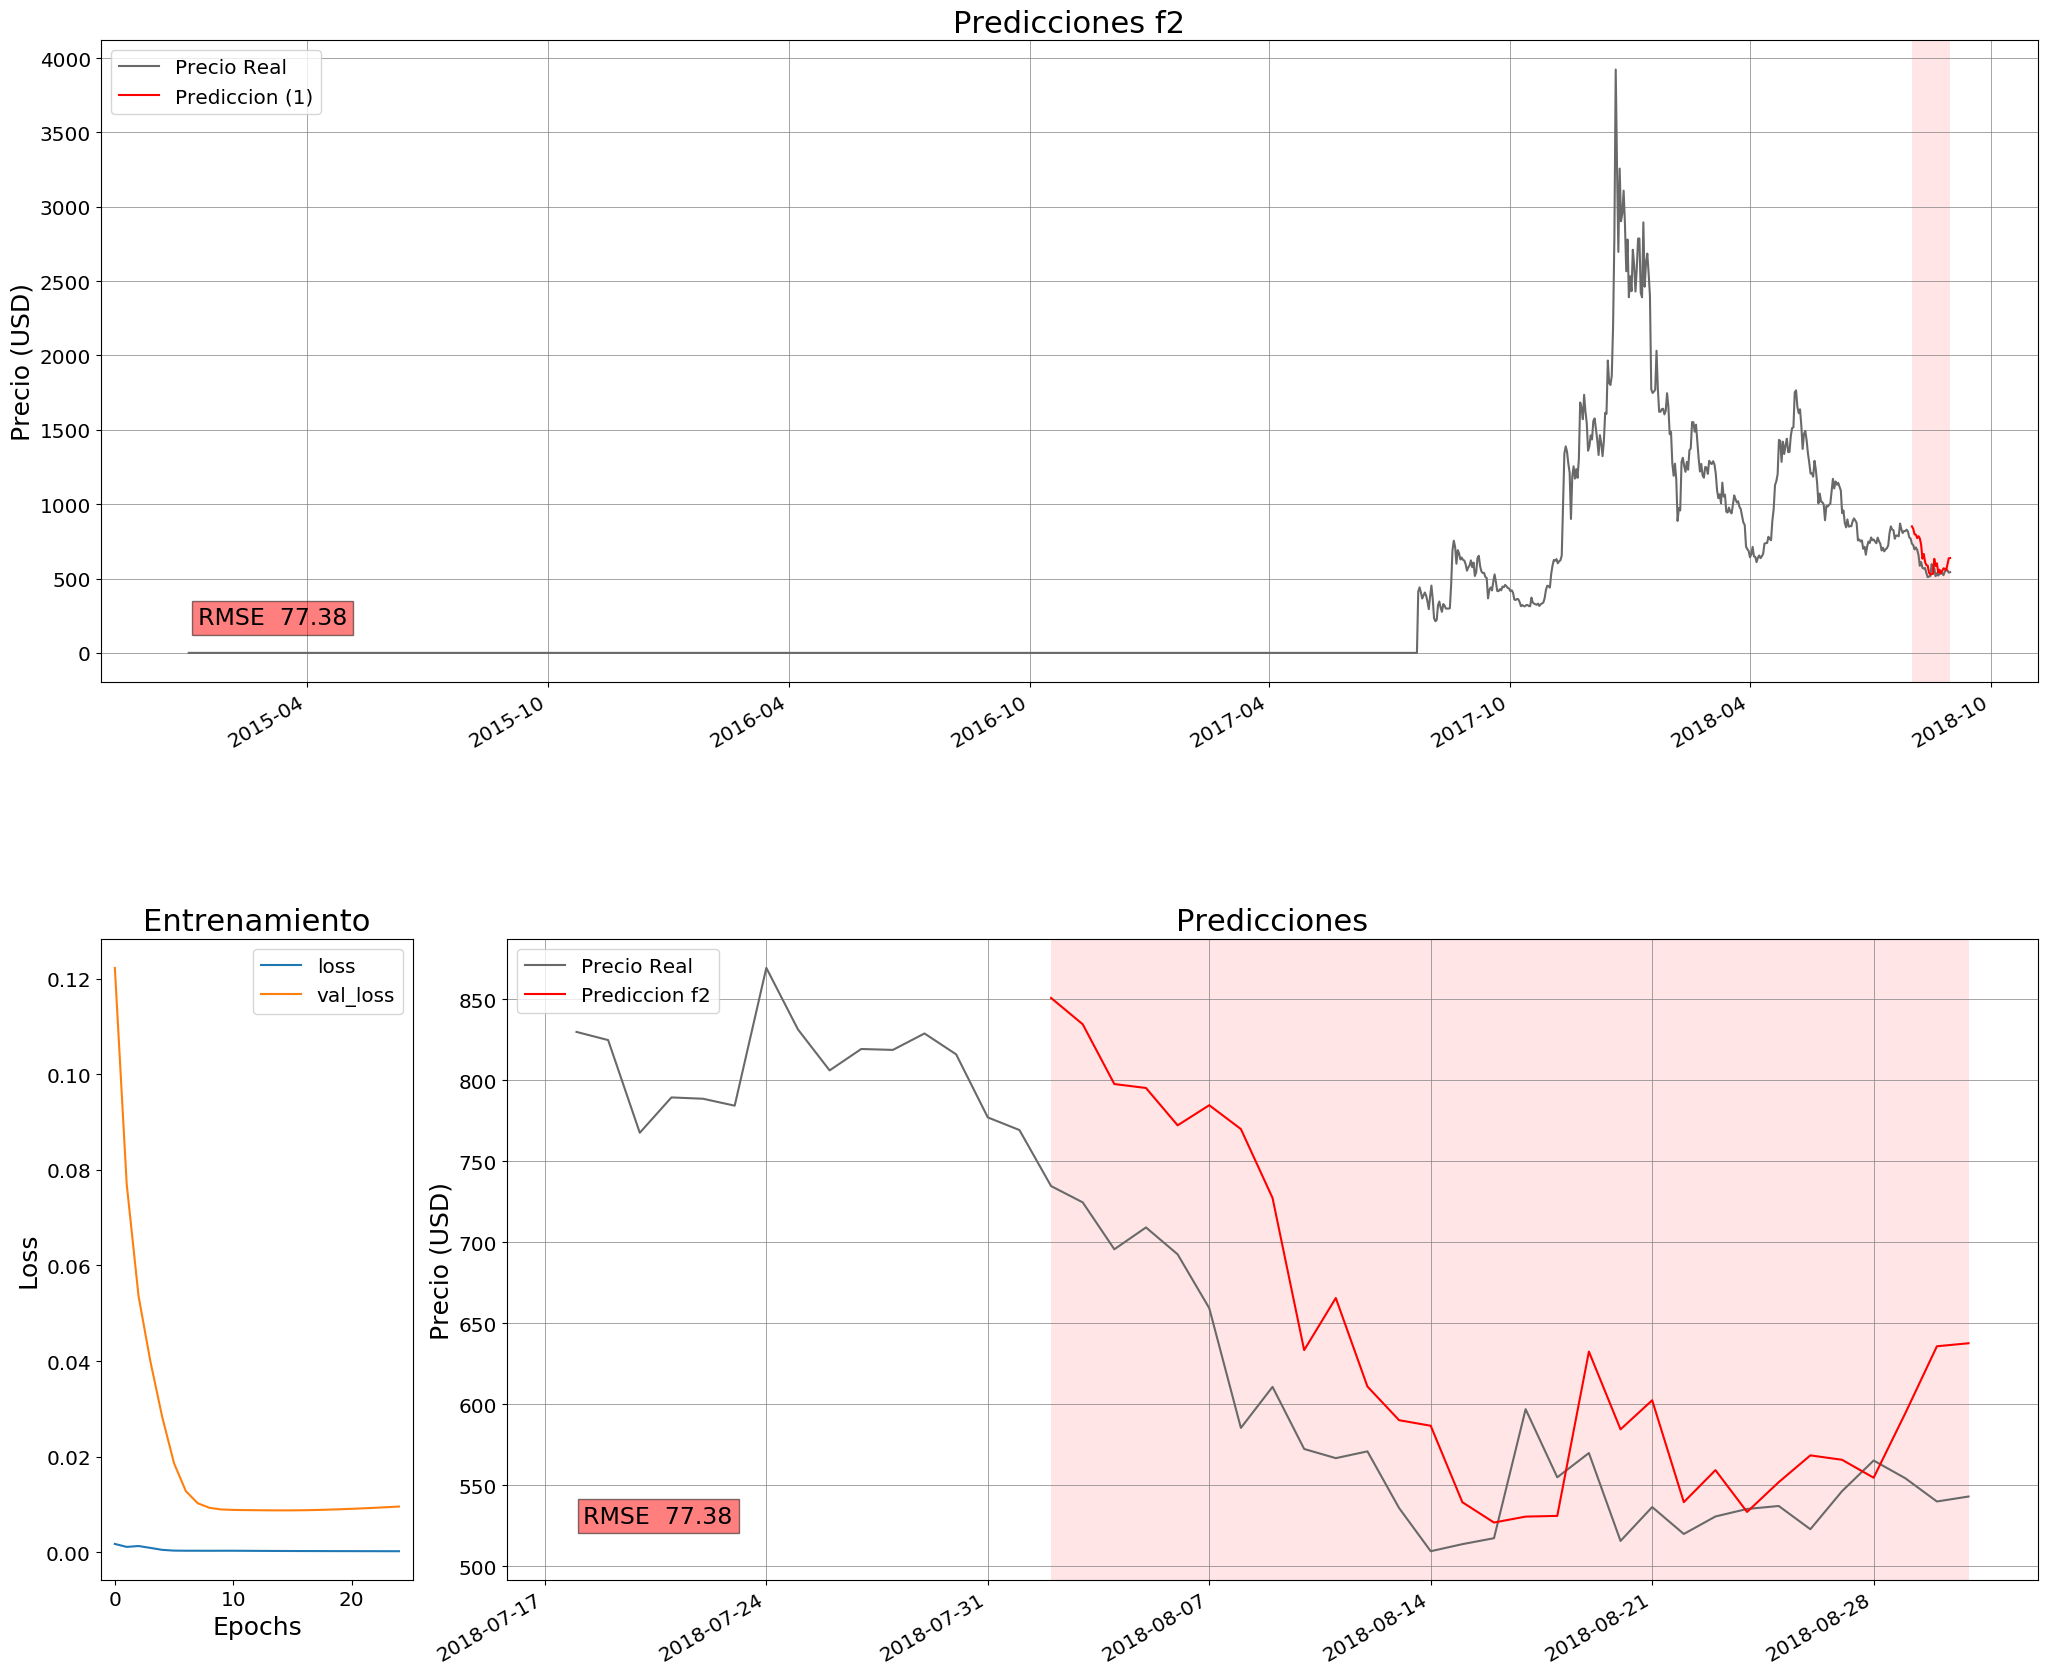 Predicciones f2
Precio Real
Prediccion (1)
Precio (USD)
4000
3500
3000
2500
2000
1500
1000
500
0
RMSE  77.38
2015-04
2015-10
2016-04
2016-10
2017-04
2017-10
2018-04
2018-10
Entrenamiento
loss
val_loss
Loss
0.12
0.10
0.08
0.06
0.04
0.02
0.00
0
10
20
Epochs
Predicciones
Precio Real
Prediccion f2
Precio (USD)
850
800
750
700
650
600
550
500
RMSE  77.38
2018-07-17
2018-07-24
2018-07-31
2018-08-07
2018-08-14
2018-08-21
2018-08-28